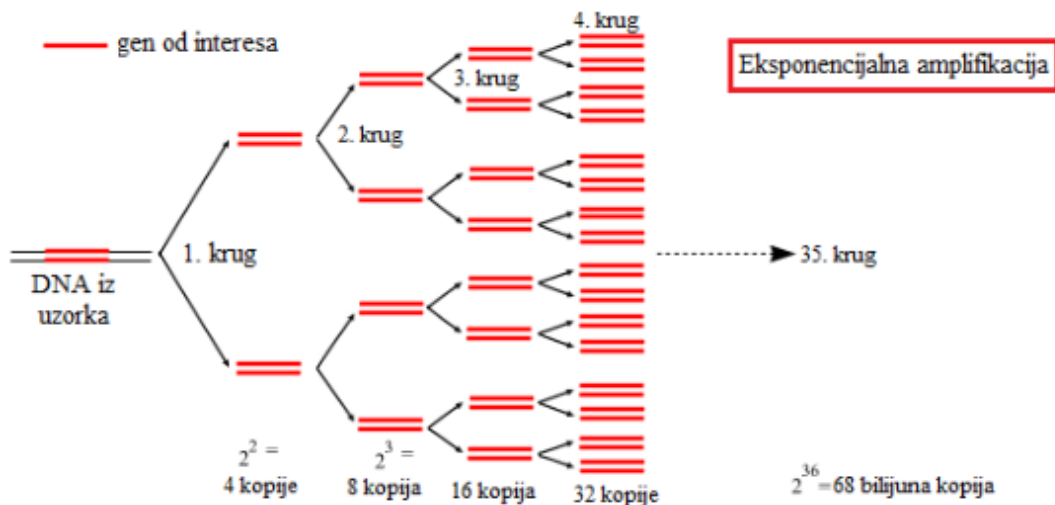 gen od interesa
4. krug
Eksponencijalna amplifikacija
3. krug
2. krug
1. krug
35. krug
DNA iz
uzorka
2² =
4 kopije
2³ =
8 kopija
16 kopija
32 kopije
2³⁶=68 bilijuna kopija